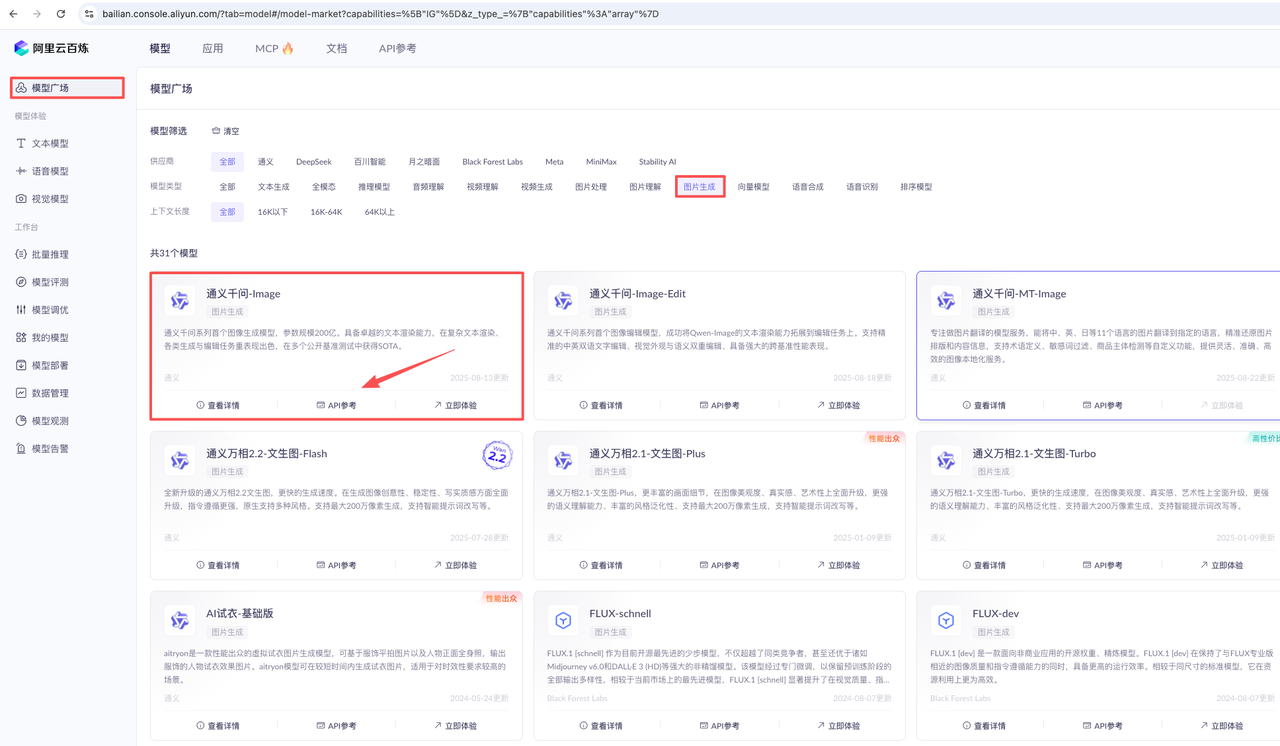 bailian.console.aliyun.com/?tab=model#/model-market?capabilities=%5B"IG"%5D&z_type_=%7B"capabilities"%3A"array"%7D
阿里云百炼
模型 应用 MCP 文档 API参考
模型广场
模型体验
文本模型
语音模型
视觉模型
工作台
批量推理
模型评测
模型调优
我的模型
模型部署
数据管理
模型观测
模型告警
模型广场
模型筛选 清空
供应商 全部 通义 DeepSeek 百川智能 月之暗面 Black Forest Labs Meta MiniMax Stability AI
模型类型 全部 文本生成 全模态 推理模型 音频理解 视频理解 视频生成 图片处理 图片理解 图片生成 向量模型 语音合成 语音识别 排序模型
上下文长度 全部 16K以下 16K-64K 64K以上
共31个模型
通义千问-Image
图片生成
通义千问系列首个图像生成模型，参数规模200亿。具备卓越的文本渲染能力，在复杂文本渲染、
各类生成与编辑任务重表现出色，在多个公开基准测试中获得SOTA。
通义 2025-08-13更新
查看详情 API参考 立即体验
通义千问-Image-Edit
图片生成
通义千问系列首个图像编辑模型，成功将Qwen-Image的文本渲染能力拓展到编辑任务上。支持精
准的中英双语文字编辑、视觉外观与语义双重编辑、具备强大的跨基准性能表现。
通义 2025-08-18更新
查看详情 API参考 立即体验
通义千问-MT-Image
图片生成
专注做图片翻译的模型服务，能将中、英、日等11个语言的图片翻译到指定的语言，精准还原图片
排版和内容信息，支持术语定义、敏感词过滤、商品主体检测等自定义功能，提供灵活、准确、高
效的图像本地化服务。
通义 2025-08-22更新
查看详情 API参考 立即体验
通义万相2.2-文生图-Flash
Wan
2.2
图片生成
全新升级的通义万相2.2文生图，更快的生成速度。在生成图像创意性、稳定性、写实质感方面全面
升级，指令遵循更强，原生支持多种风格。支持最大200万像素生成，支持智能提示词改写等。
通义 2025-07-28更新
查看详情 API参考 立即体验
性能出众
通义万相2.1-文生图-Plus
图片生成
通义万相2.1-文生图-Plus，更丰富的画面细节，在图像美观度、真实感、艺术性上全面升级，更强
的语义理解能力、丰富的风格泛化性、支持最大200万像素生成，支持智能提示词改写等。
通义 2025-01-09更新
查看详情 API参考 立即体验
高性价比
通义万相2.1-文生图-Turbo
图片生成
通义万相2.1-文生图-Turbo，更快的生成速度，在图像美观度、真实感、艺术性上全面升级，更强
的语义理解能力、丰富的风格泛化性、支持最大200万像素生成，支持智能提示词改写等。
通义 2025-01-09更新
查看详情 API参考 立即体验
性能出众
AI试衣-基础版
图片生成
aitryon是一款性能出众的虚拟试衣图片生成模型，可基于服饰平拍图片以及人物正面全身照，输出
服饰的人物试衣效果图片。aitryon模型可在较短时间内生成试衣图片，适用于对时效性要求较高的
场景。
通义 2024-05-24更新
查看详情 API参考 立即体验
FLUX-schnell
图片生成
FLUX.1 [schnell] 作为目前开源最先进的少步模型，不仅超越了同类竞争者，甚至还优于诸如
Midjourney v6.0和DALL·E 3 (HD)等强大的非精馏模型。该模型经过专门微调，以保留预训练阶段的
全部输出多样性，相较于当前市场上的最先进模型，FLUX.1 [schnell] 显著提升了在视觉质量、指...
Black Forest Labs 2024-08-07更新
查看详情 API参考 立即体验
FLUX-dev
图片生成
FLUX.1 [dev] 是一款面向非商业应用的开源权重、精炼模型。FLUX.1 [dev] 在保持了与FLUX专业版
相近的图像质量和指令遵循能力的同时，具备更高的运行效率。相较于同尺寸的标准模型，它在资
源利用上更为高效。
Black Forest Labs 2024-08-07更新
查看详情 API参考 立即体验